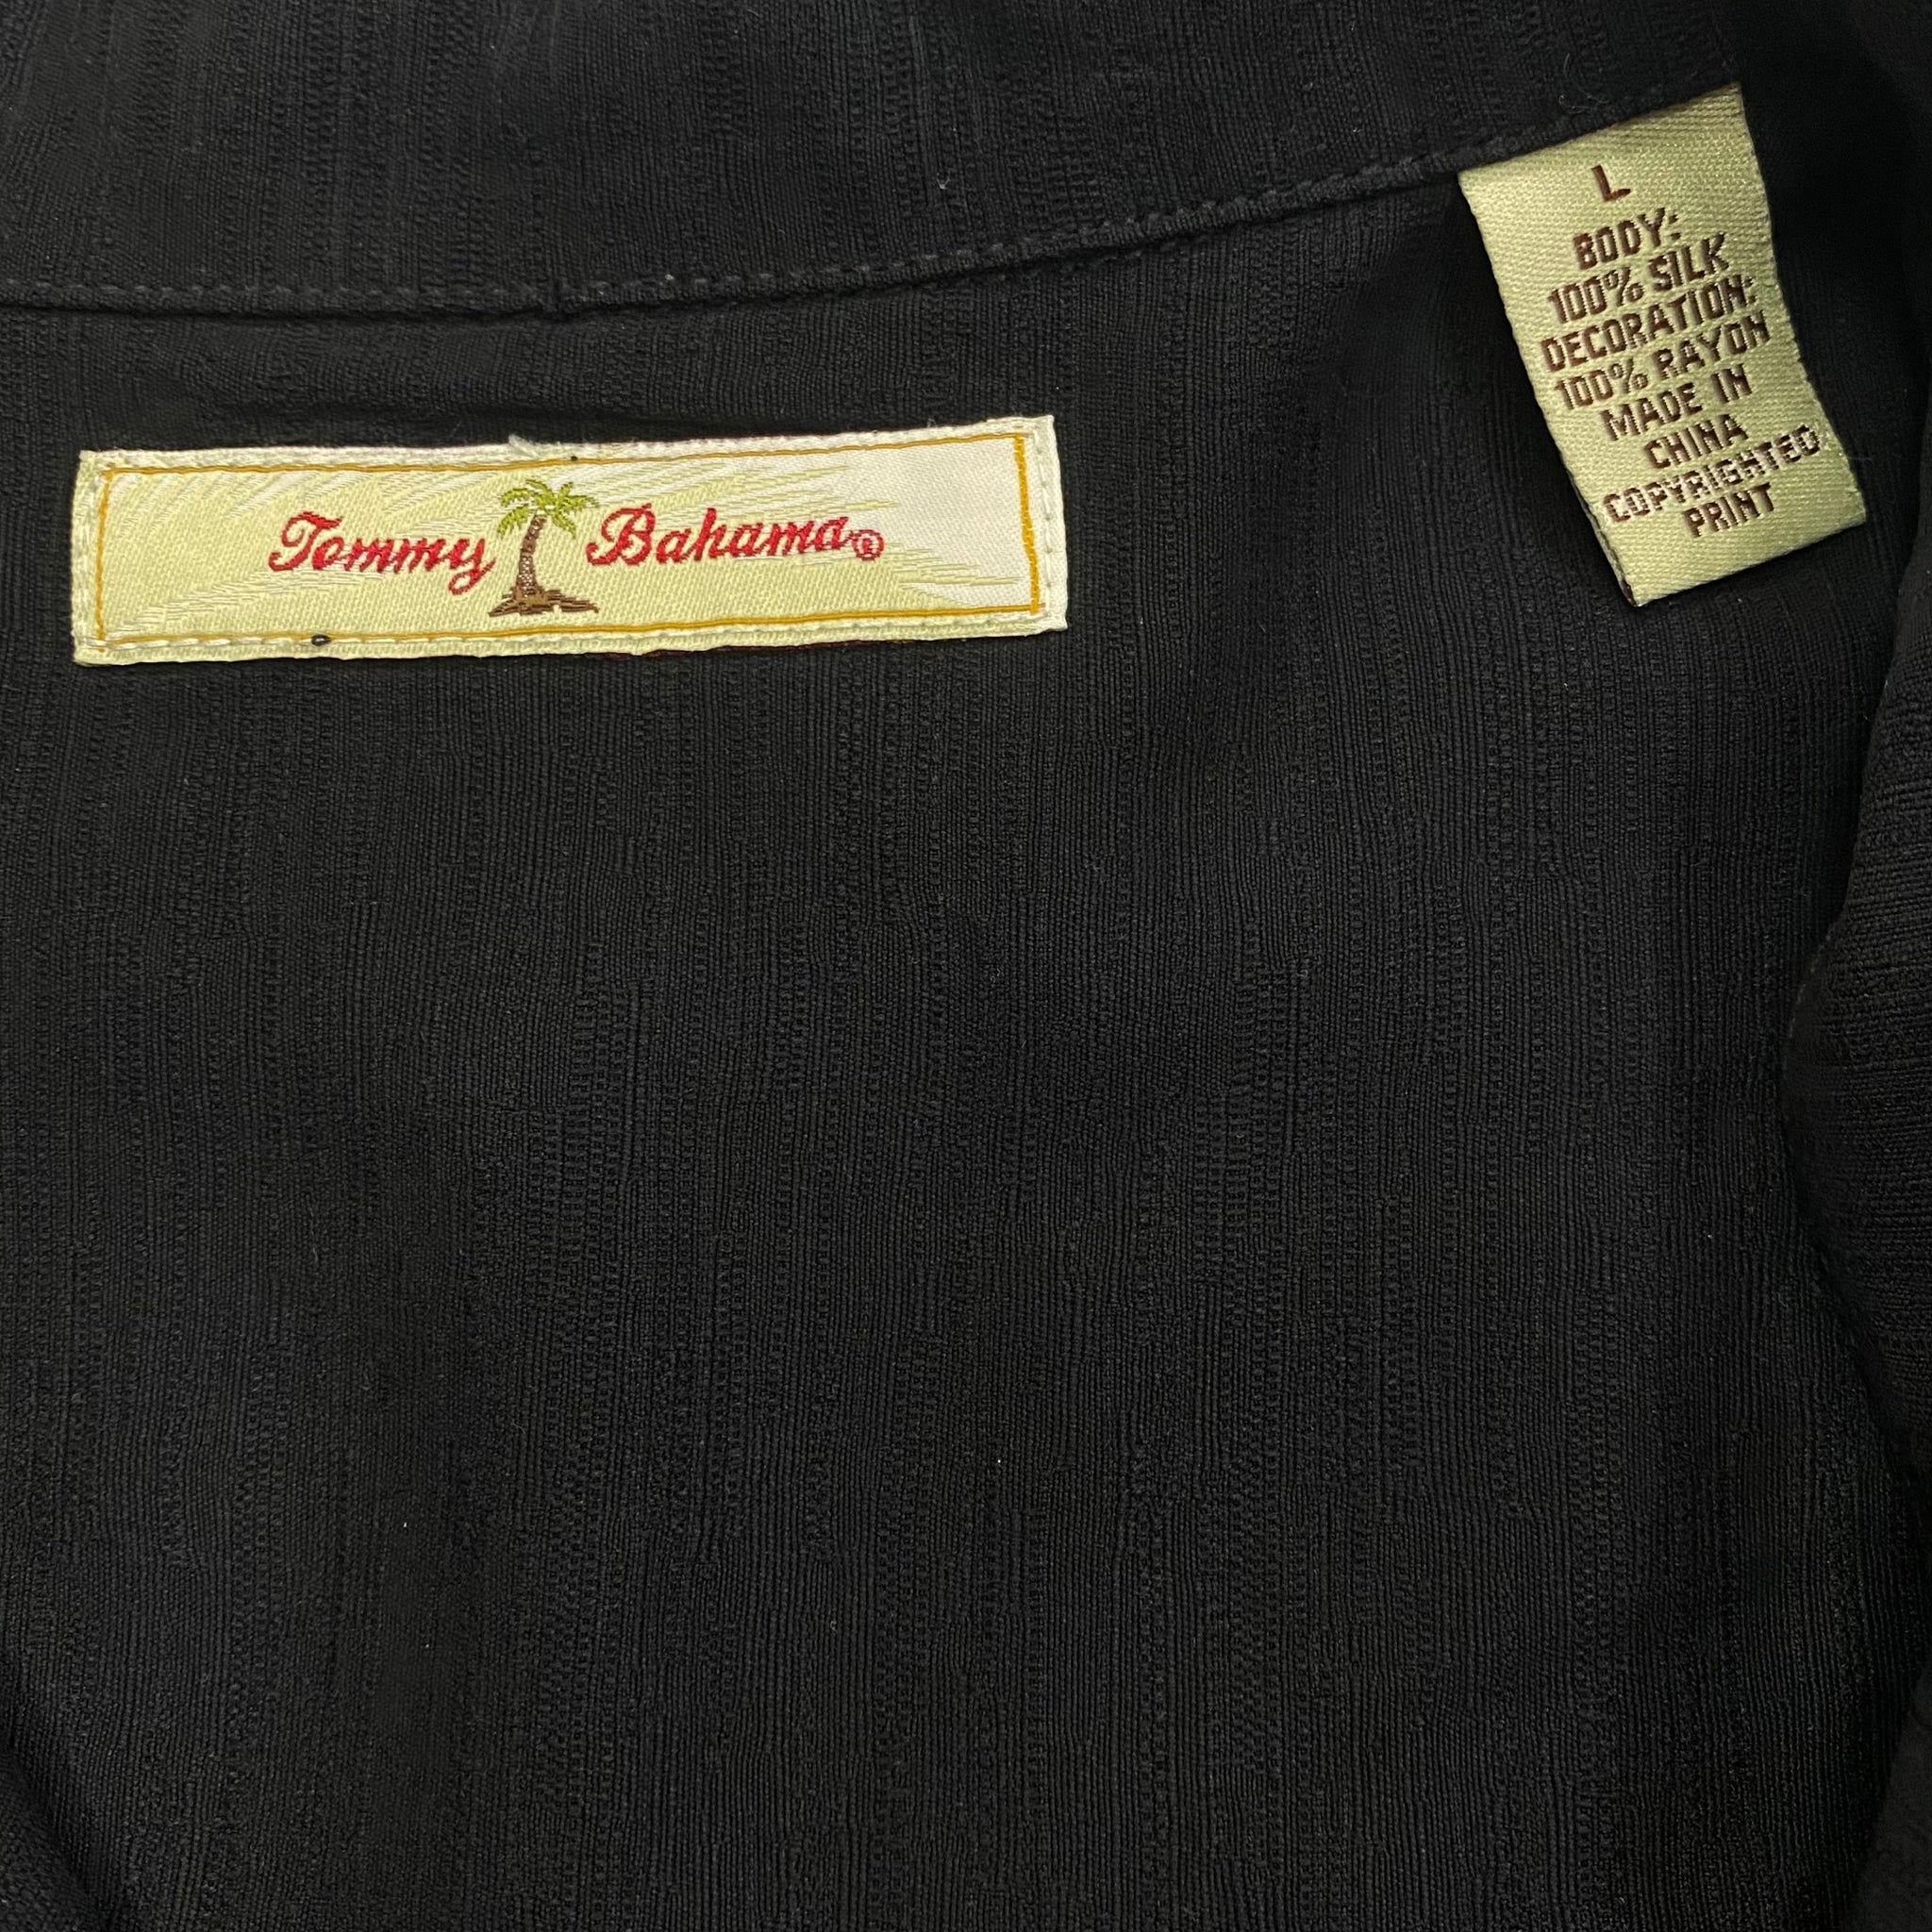 Tommy Bahama®
L
BODY:
100% SILK
DECORATION:
100% RAYON
MADE IN
CHINA
COPYRIGHTED
PRINT